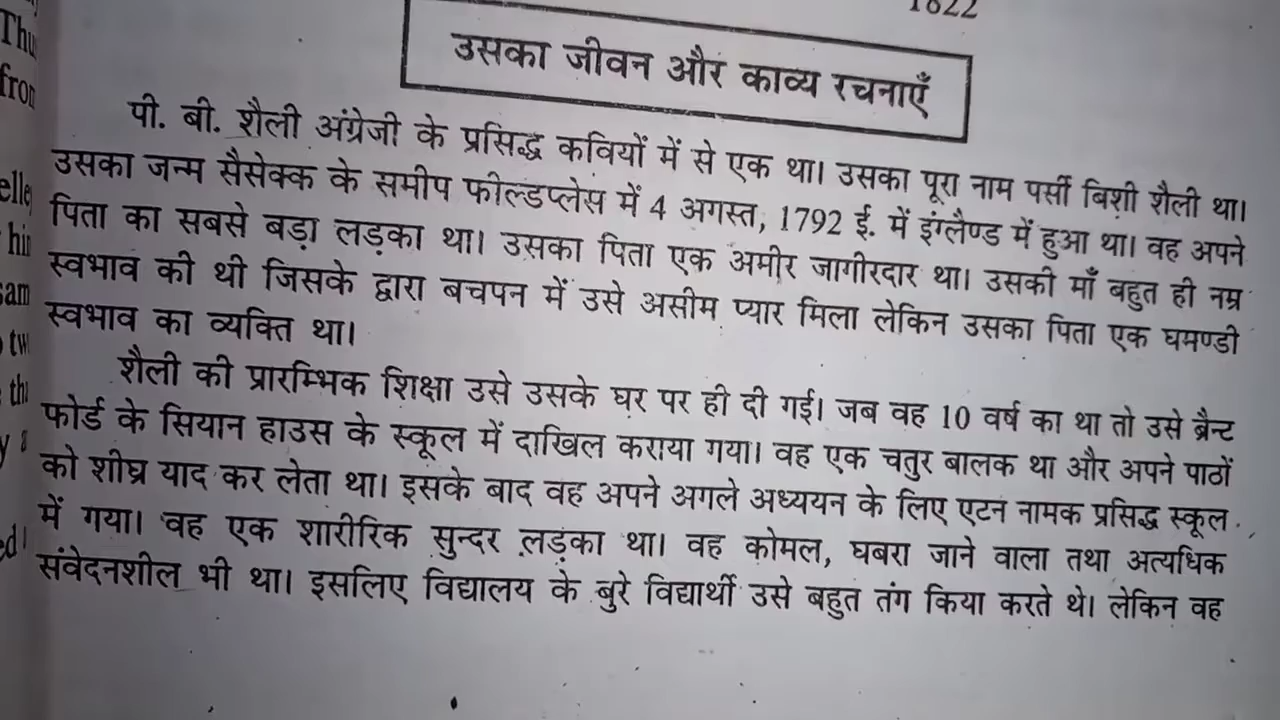 1822
उसका जीवन और काव्य रचनाएँ
पी. बी. शैली अंग्रेजी के प्रसिद्ध कवियों में से एक था। उसका पूरा नाम पर्सी बिशी शैली था।
उसका जन्म सैसेक्क के समीप फील्डप्लेस में 4 अगस्त, 1792 ई. में इंग्लैण्ड में हुआ था। वह अपने
पिता का सबसे बड़ा लड़का था। उसका पिता एक अमीर जागीरदार था। उसकी माँ बहुत ही नम्र
स्वभाव की थी जिसके द्वारा बचपन में उसे असीम प्यार मिला लेकिन उसका पिता एक घमण्डी
स्वभाव का व्यक्ति था।
शैली की प्रारम्भिक शिक्षा उसे उसके घर पर ही दी गई। जब वह 10 वर्ष का था तो उसे ब्रैन्ट
फोर्ड के सियान हाउस के स्कूल में दाखिल कराया गया। वह एक चतुर बालक था और अपने पाठों
को शीघ्र याद कर लेता था। इसके बाद वह अपने अगले अध्ययन के लिए एटन नामक प्रसिद्ध स्कूल
में गया। वह एक शारीरिक सुन्दर लड़का था। वह कोमल, घबरा जाने वाला तथा अत्यधिक
संवेदनशील भी था। इसलिए विद्यालय के बुरे विद्यार्थी उसे बहुत तंग किया करते थे। लेकिन वह